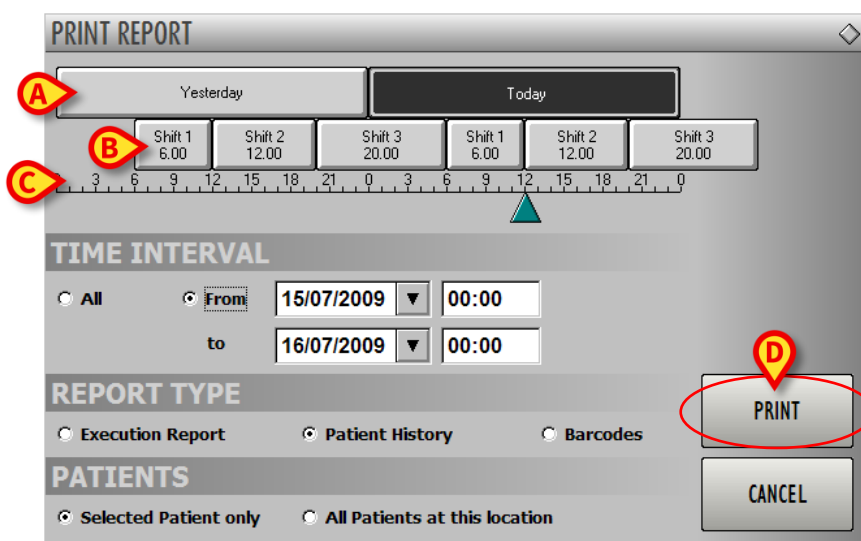 PRINT REPORT
A
Yesterday Today
B
Shift 1 Shift 2 Shift 3 Shift 1 Shift 2 Shift 3
6.00 12.00 20.00 6.00 12.00 20.00
C
3 6 9 12 15 18 21 0 3 6 9 12 15 18 21 0
TIME INTERVAL
All From 15/07/2009 00:00
to 16/07/2009 00:00
D
REPORT TYPE
PRINT
Execution Report Patient History Barcodes
PATIENTS
CANCEL
Selected Patient only All Patients at this location